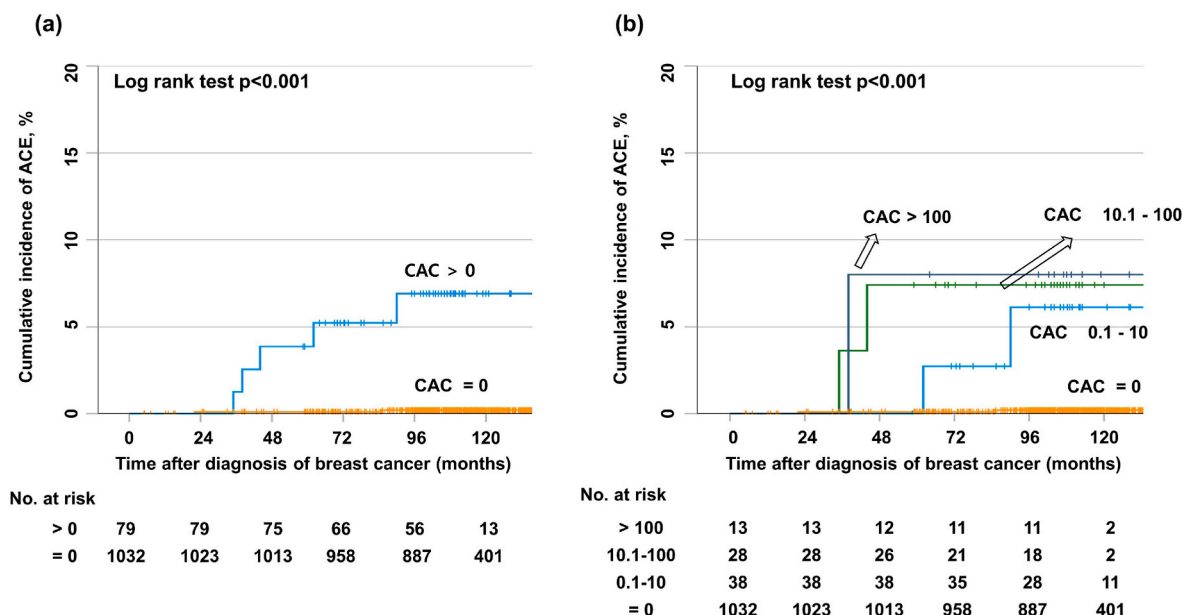 (a)
Log rank test p<0.001
Cumulative incidence of ACE, %
20
15
10
5
0
CAC > 0
CAC = 0
0 24 48 72 96 120
Time after diagnosis of breast cancer (months)
No. at risk
> 0 79 79 75 66 56 13
= 0 1032 1023 1013 958 887 401
(b)
Log rank test p<0.001
Cumulative incidence of ACE, %
20
15
10
5
0
CAC > 100
CAC 10.1 - 100
CAC 0.1 - 10
CAC = 0
0 24 48 72 96 120
Time after diagnosis of breast cancer (months)
No. at risk
> 100 13 13 12 11 11 2
10.1-100 28 28 26 21 18 2
0.1-10 38 38 38 35 28 11
= 0 1032 1023 1013 958 887 401